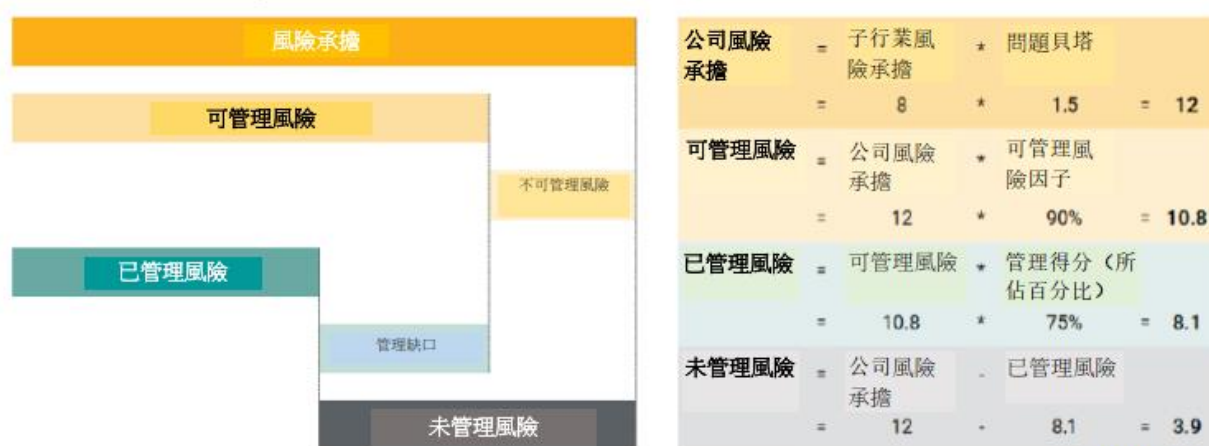 風險承擔
可管理風險
不可管理風險
已管理風險
管理缺口
未管理風險
公司風險 = 子行業風 * 問題貝塔
承擔 險承擔
= 8 * 1.5 = 12
可管理風險 = 公司風險 * 可管理風
承擔 險因子
= 12 * 90% = 10.8
已管理風險 = 可管理風險 * 管理得分（所
佔百分比）
= 10.8 * 75% = 8.1
未管理風險 = 公司風險 - 已管理風險
承擔
= 12 - 8.1 = 3.9